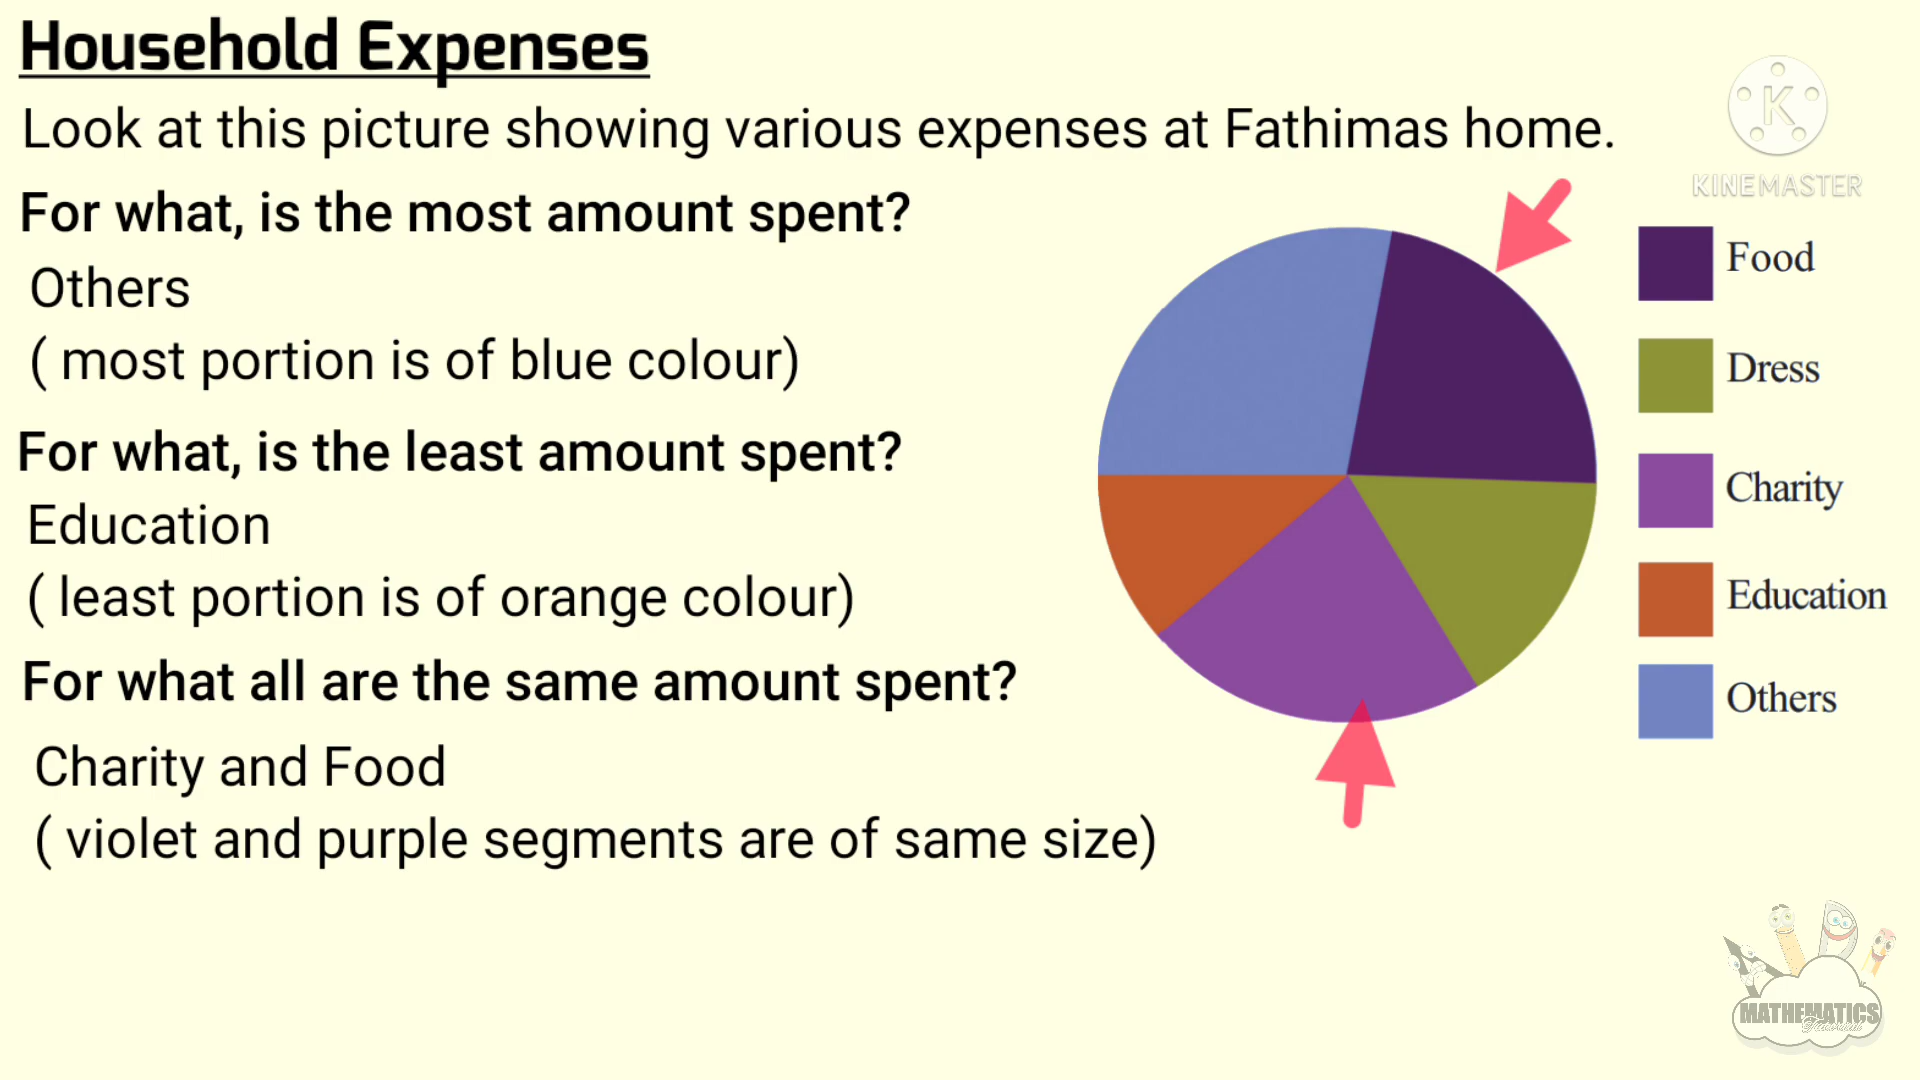 Household Expenses
Look at this picture showing various expenses at Fathimas home.
For what, is the most amount spent?
Others
( most portion is of blue colour)
For what, is the least amount spent?
Education
( least portion is of orange colour)
For what all are the same amount spent?
Charity and Food
( violet and purple segments are of same size)
K
KINEMASTER
Food
Dress
Charity
Education
Others
MATHEMATICS